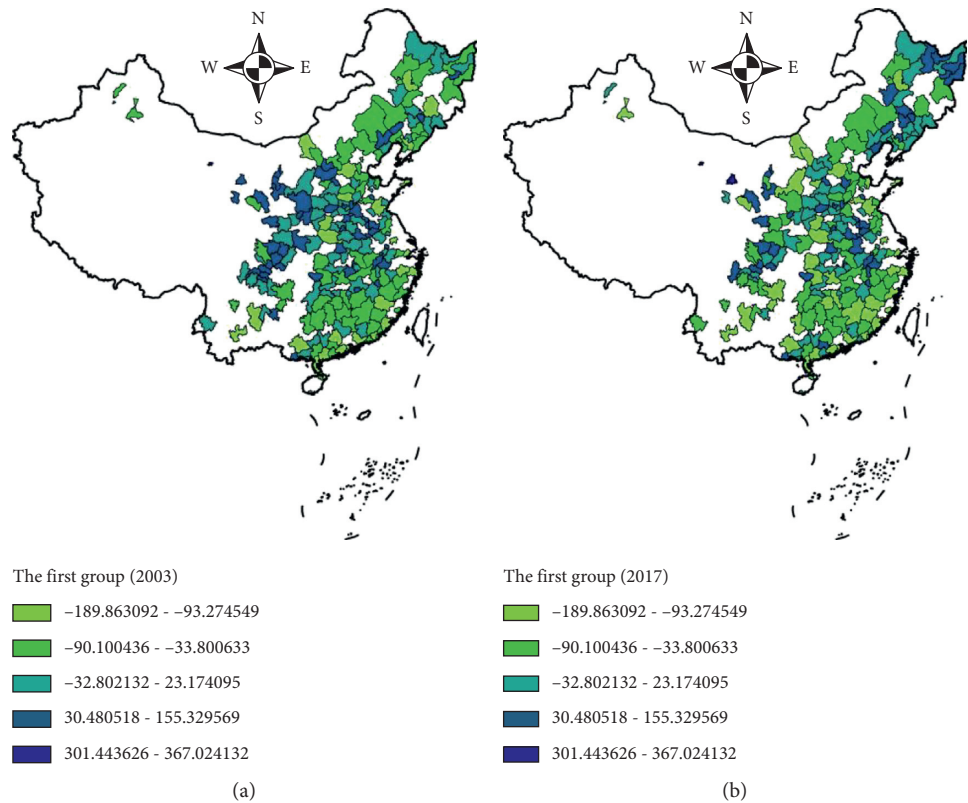 N
W E
S
N
W E
S
The first group (2003)
–189.863092 - –93.274549
–90.100436 - –33.800633
–32.802132 - 23.174095
30.480518 - 155.329569
301.443626 - 367.024132
(a)
The first group (2017)
–189.863092 - –93.274549
–90.100436 - –33.800633
–32.802132 - 23.174095
30.480518 - 155.329569
301.443626 - 367.024132
(b)